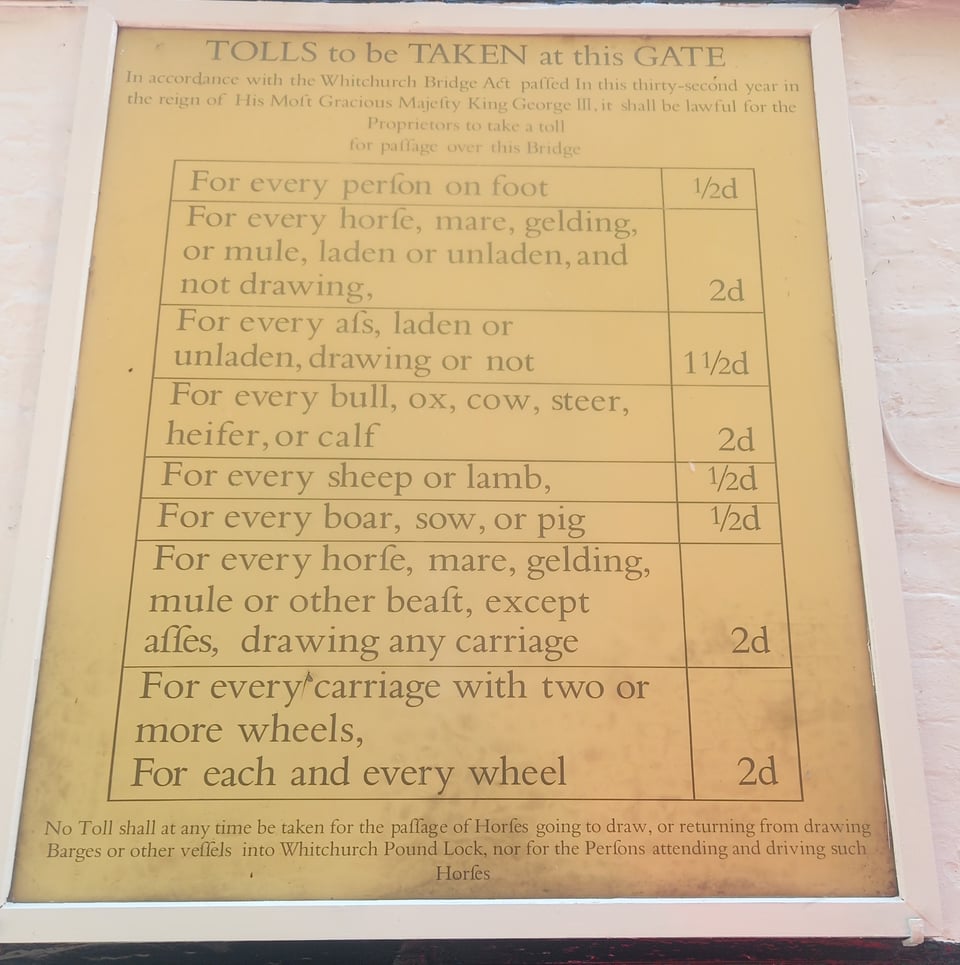 TOLLS to be TAKEN at this GATE
In accordance with the Whitchurch Bridge Act paſſed In this thirty-second year in
the reign of His Moſt Gracious Majeſty King George III, it shall be lawful for the
Proprietors to take a toll
for paſſage over this Bridge
For every perſon on foot ½d
For every horſe, mare, gelding,
or mule, laden or unladen, and
not drawing, 2d
For every aſs, laden or
unladen, drawing or not 1½d
For every bull, ox, cow, steer,
heifer, or calf 2d
For every sheep or lamb, ½d
For every boar, sow, or pig ½d
For every horſe, mare, gelding,
mule or other beaſt, except
aſſes, drawing any carriage 2d
For every carriage with two or
more wheels,
For each and every wheel 2d
No Toll shall at any time be taken for the paſſage of Horſes going to draw, or returning from drawing
Barges or other veſſels into Whitchurch Pound Lock, nor for the Perſons attending and driving such
Horſes